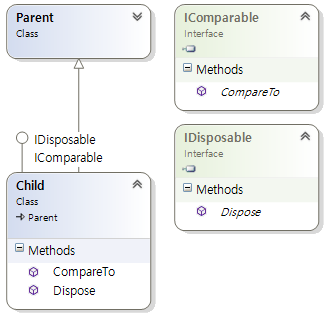 Parent
Class
IDisposable
IComparable
Child
Class
Parent
Methods
CompareTo
Dispose
IComparable
Interface
Methods
CompareTo
IDisposable
Interface
Methods
Dispose